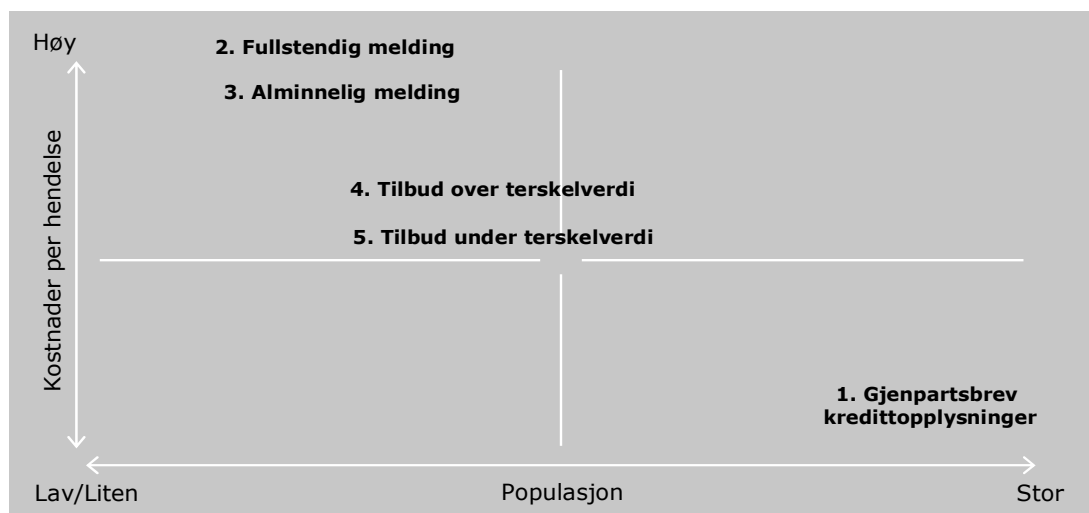 Høy
2. Fullstendig melding
3. Alminnelig melding
Kostnader per hendelse
4. Tilbud over terskelverdi
5. Tilbud under terskelverdi
1. Gjenpartsbrev
kredittopplysninger
Lav/Liten
Populasjon
Stor